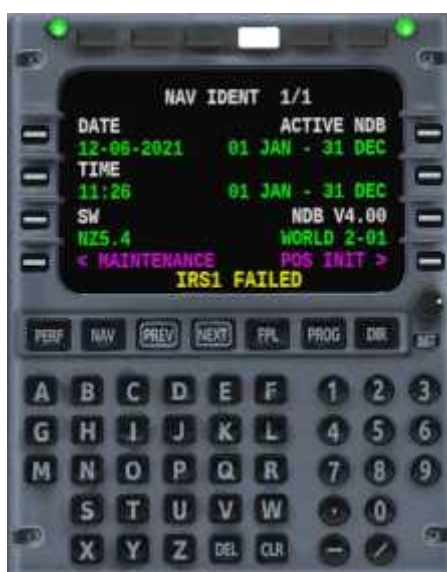 NAV IDENT 1/1
DATE ACTIVE NDB
12-06-2021 01 JAN - 31 DEC
TIME
11:26 01 JAN - 31 DEC
SW NDB V4.00
NZ5.4 WORLD 2-01
< MAINTENANCE POS INIT >
IRS1 FAILED
PERF NAV PREV NEXT FPL PROG DIR
A B C D E F 1 2 3
G H I J K L 4 5 6
M N O P Q R 7 8 9
S T U V W . 0
X Y Z DEL CLR - /